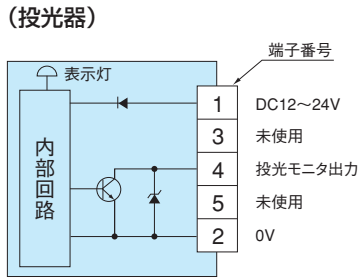 （投光器）
端子番号
表示灯
内部回路
1 DC12～24V
3 未使用
4 投光モニタ出力
5 未使用
2 0V